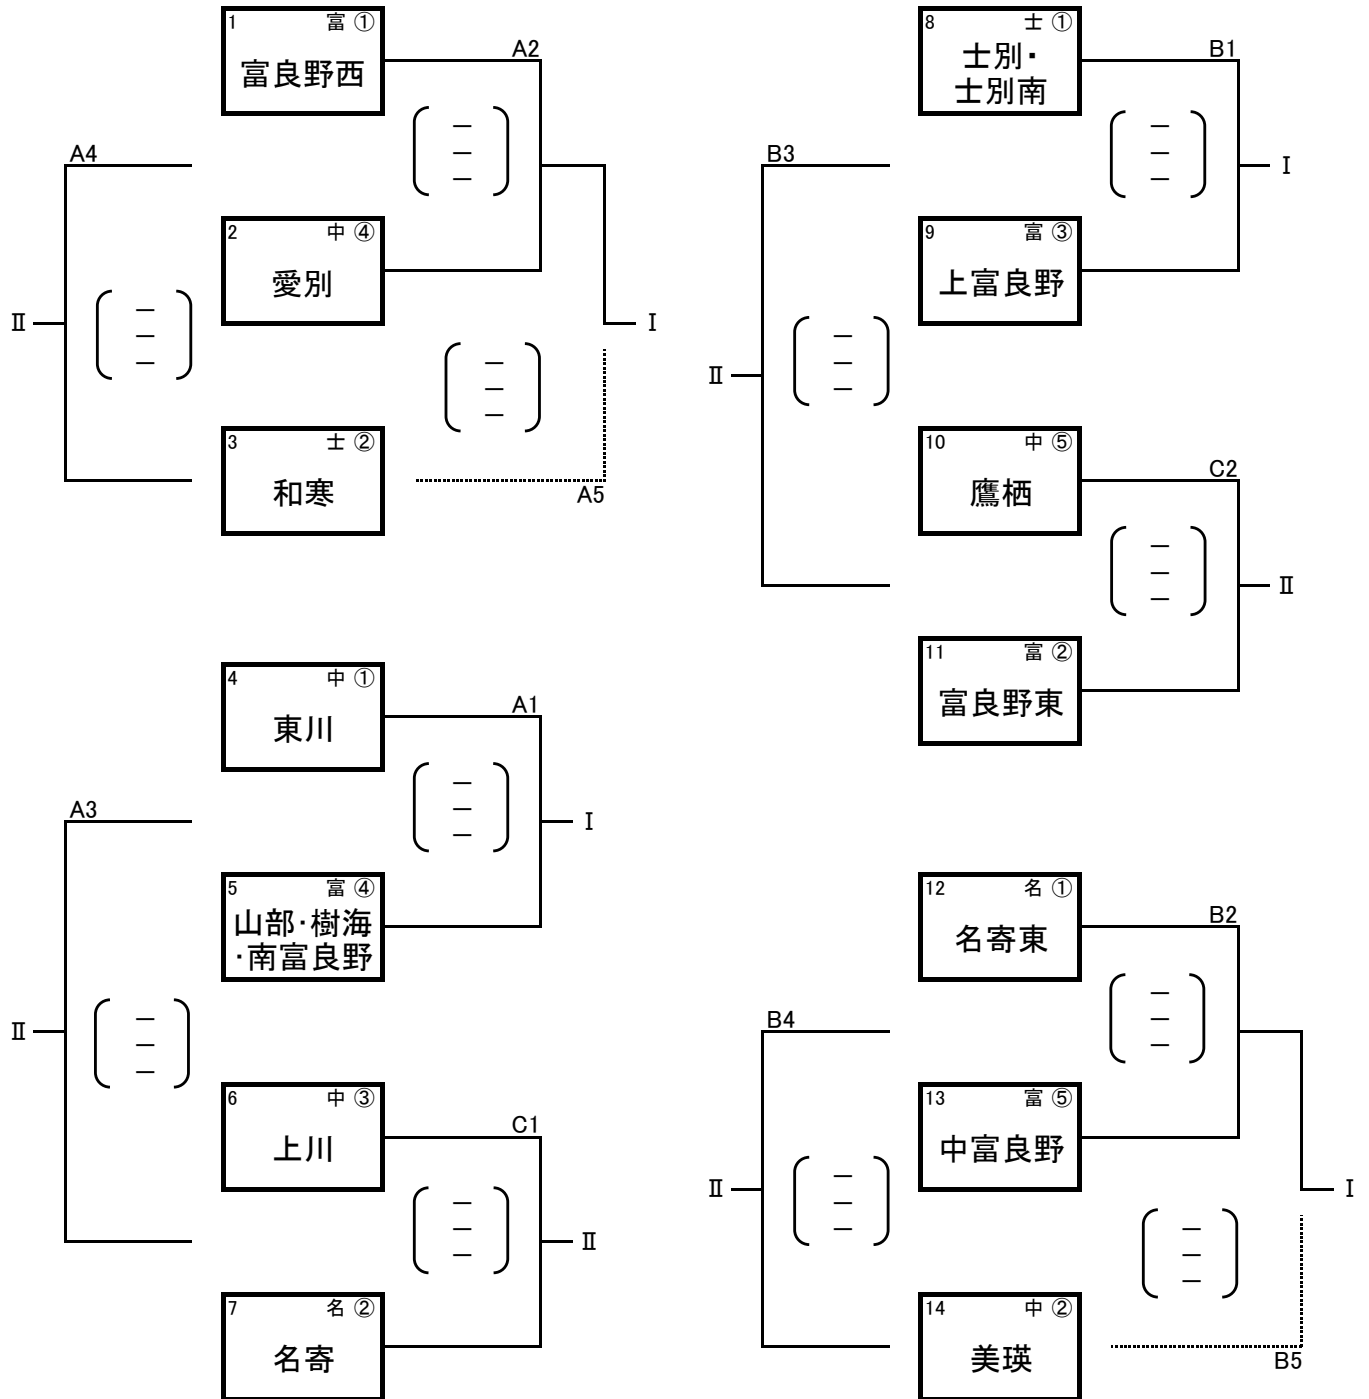 1 富 ①
富良野西
A2
A4
2 中 ④
愛別
Ⅱ
Ⅰ
3 士 ②
和寒
A5
4 中 ①
東川
A1
A3
Ⅰ
5 富 ④
山部・樹海
・南富良野
Ⅱ
6 中 ③
上川
C1
Ⅱ
7 名 ②
名寄
8 士 ①
士別・
士別南
B1
B3
Ⅰ
9 富 ③
上富良野
Ⅱ
10 中 ⑤
鷹栖
C2
Ⅱ
11 富 ②
富良野東
12 名 ①
名寄東
B2
B4
13 富 ⑤
中富良野
Ⅱ
Ⅰ
14 中 ②
美瑛
B5